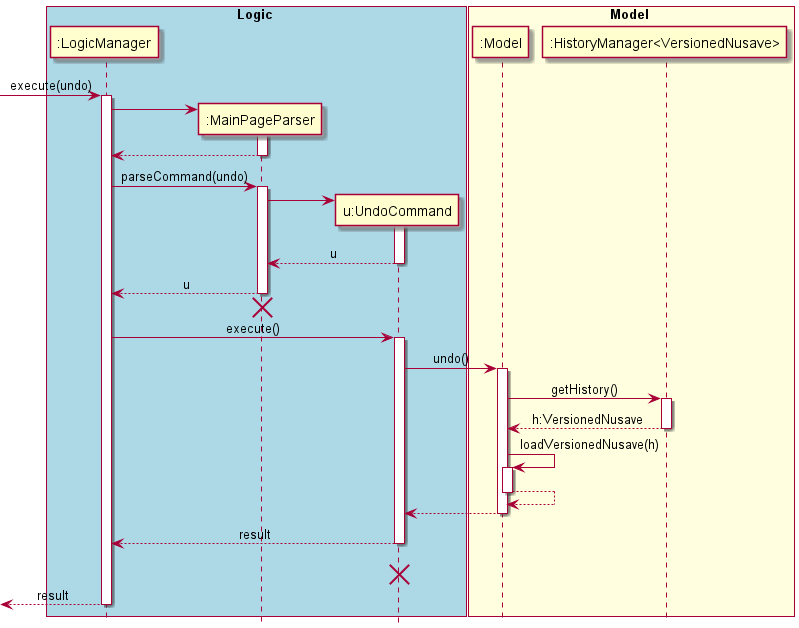 Logic
Model
:LogicManager
:Model
:HistoryManager<VersionedNusave>
execute(undo)
:MainPageParser
parseCommand(undo)
u:UndoCommand
u
u
execute()
undo()
getHistory()
h:VersionedNusave
loadVersionedNusave(h)
result
result